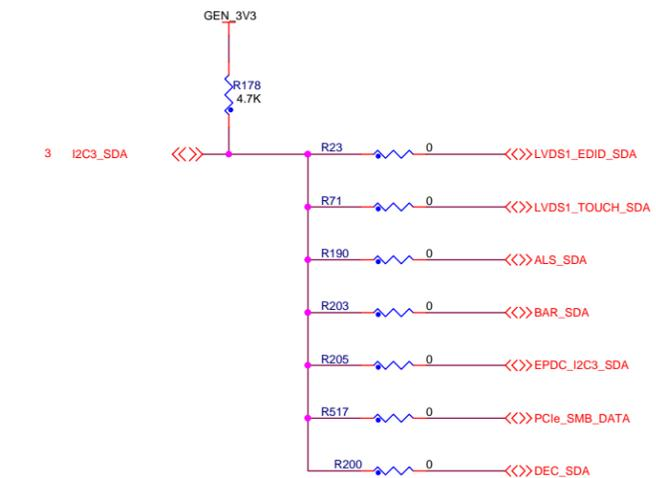 GEN_3V3
R178
4.7K
3 I2C3_SDA
R23 0 LVDS1_EDID_SDA
R71 0 LVDS1_TOUCH_SDA
R190 0 ALS_SDA
R203 0 BAR_SDA
R205 0 EPDC_I2C3_SDA
R517 0 PCIe_SMB_DATA
R200 0 DEC_SDA